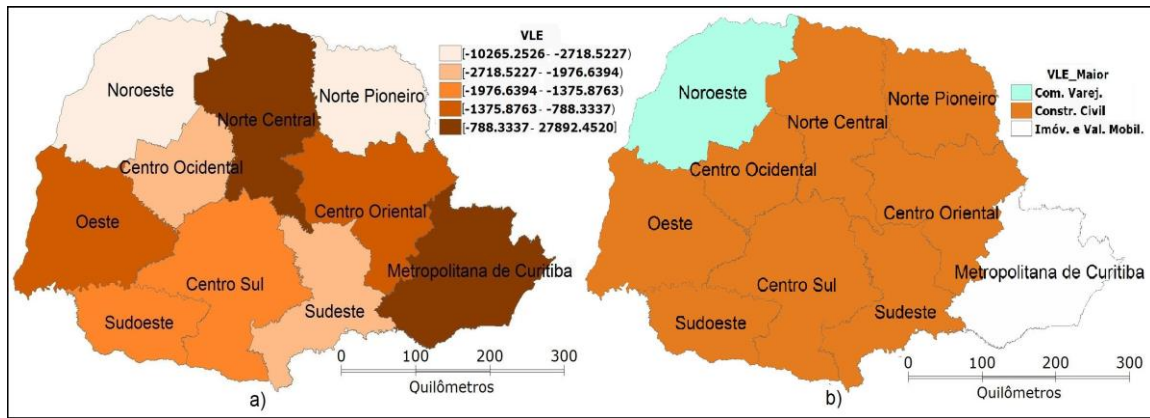 VLE
[-10265.2526- -2718.5227)
[-2718.5227- -1976.6394)
[-1976.6394- -1375.8763)
[-1375.8763- -788.3337)
[-788.3337- 27892.4520]
Noroeste
Norte Pioneiro
Norte Central
Centro Ocidental
Oeste
Centro Oriental
Metropolitana de Curitiba
Centro Sul
Sudeste
Sudoeste
0 100 200 300
Quilômetros
a)
VLE_Maior
Com. Varej.
Constr. Civil
Imóv. e Val. Mobil.
Noroeste
Norte Pioneiro
Norte Central
Centro Ocidental
Centro Oriental
Oeste
Metropolitana de Curitiba
Centro Sul
Sudeste
Sudoeste
0 100 200 300
Quilômetros
b)